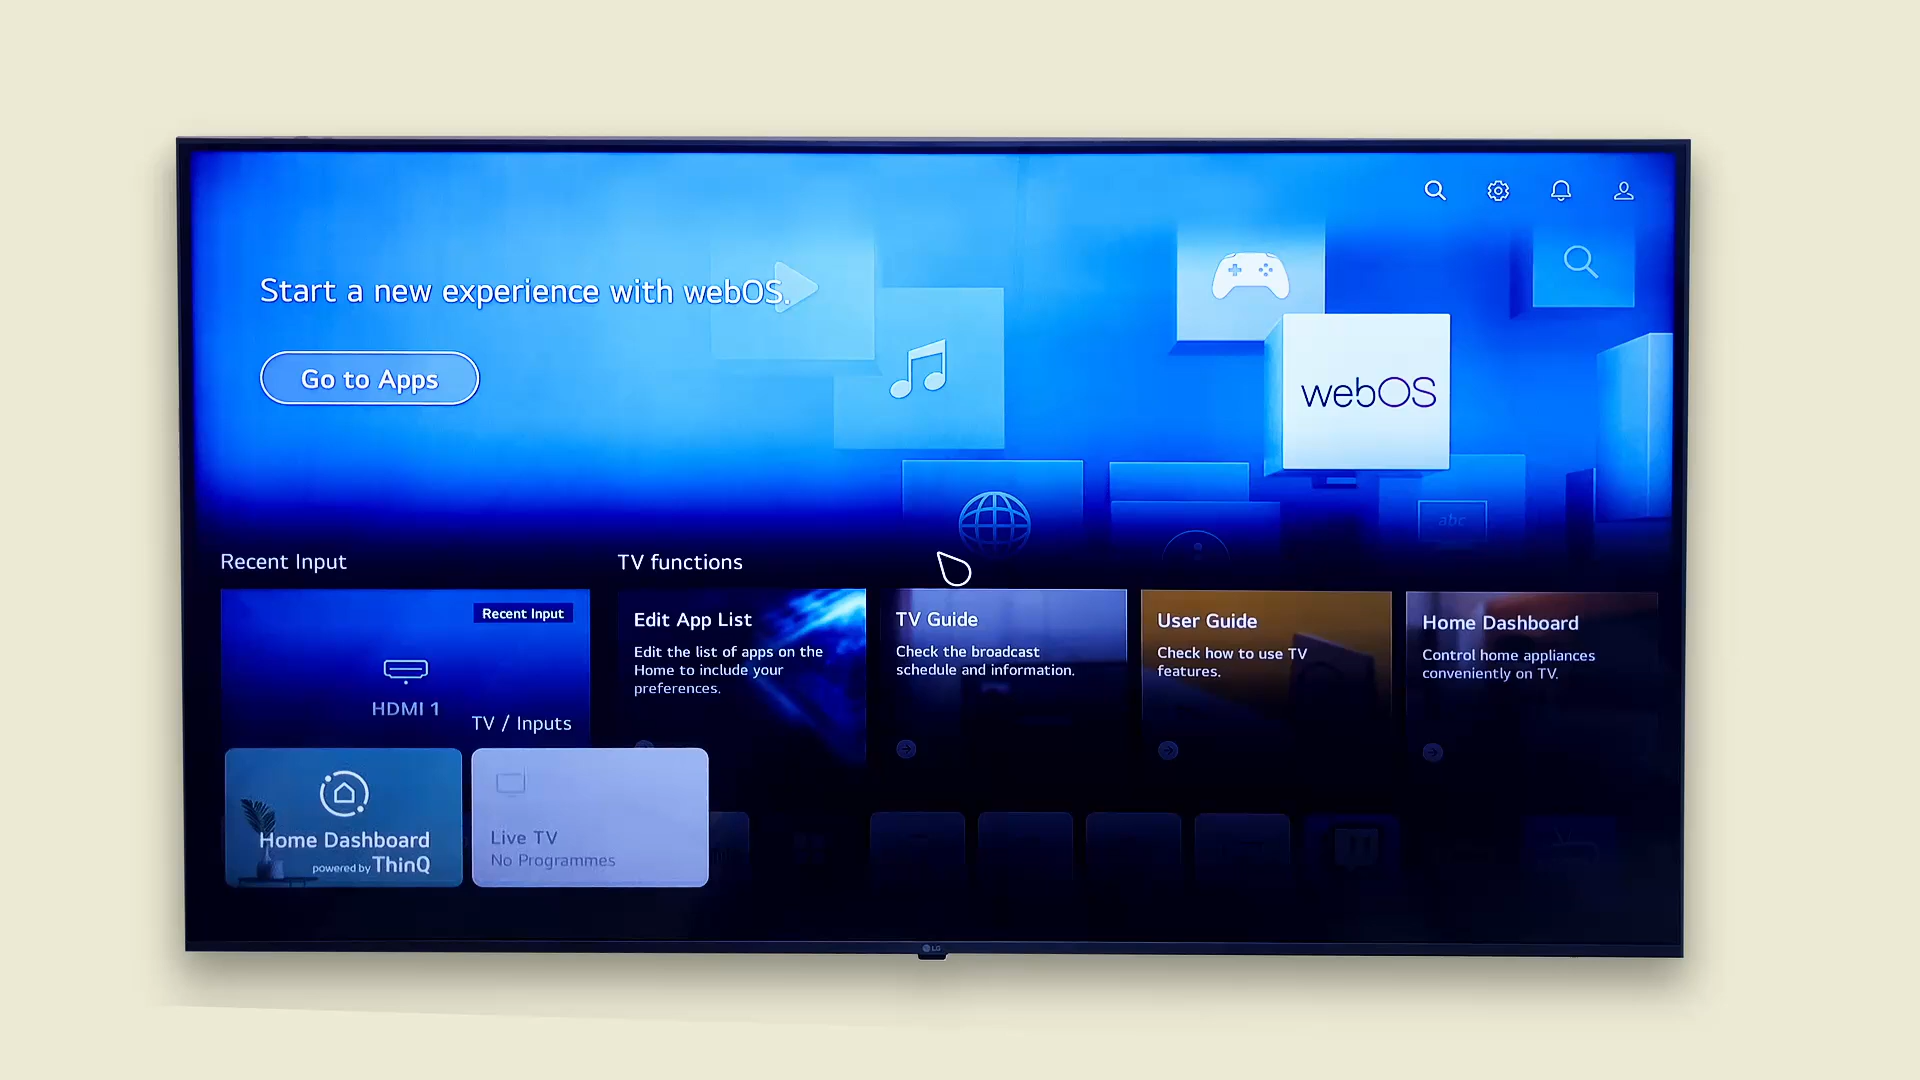 Start a new experience with webOS.
Go to Apps
webOS
abc
Recent Input
TV functions
Recent Input
HDMI 1
TV / Inputs
Edit App List
Edit the list of apps on the
Home to include your
preferences.
TV Guide
Check the broadcast
schedule and information.
User Guide
Check how to use TV
features.
Home Dashboard
Control home appliances
conveniently on TV.
Home Dashboard
powered by ThinQ
Live TV
No Programmes
LG